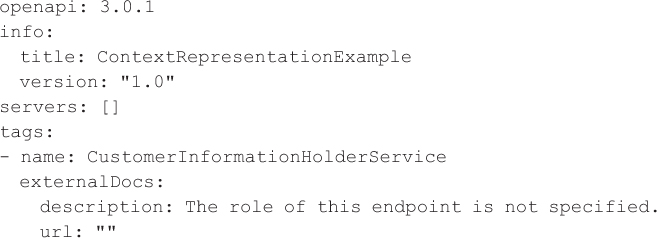 openapi: 3.0.1
info:
  title: ContextRepresentationExample
  version: "1.0"
servers: []
tags:
- name: CustomerInformationHolderService
  externalDocs:
    description: The role of this endpoint is not specified.
    url: ""